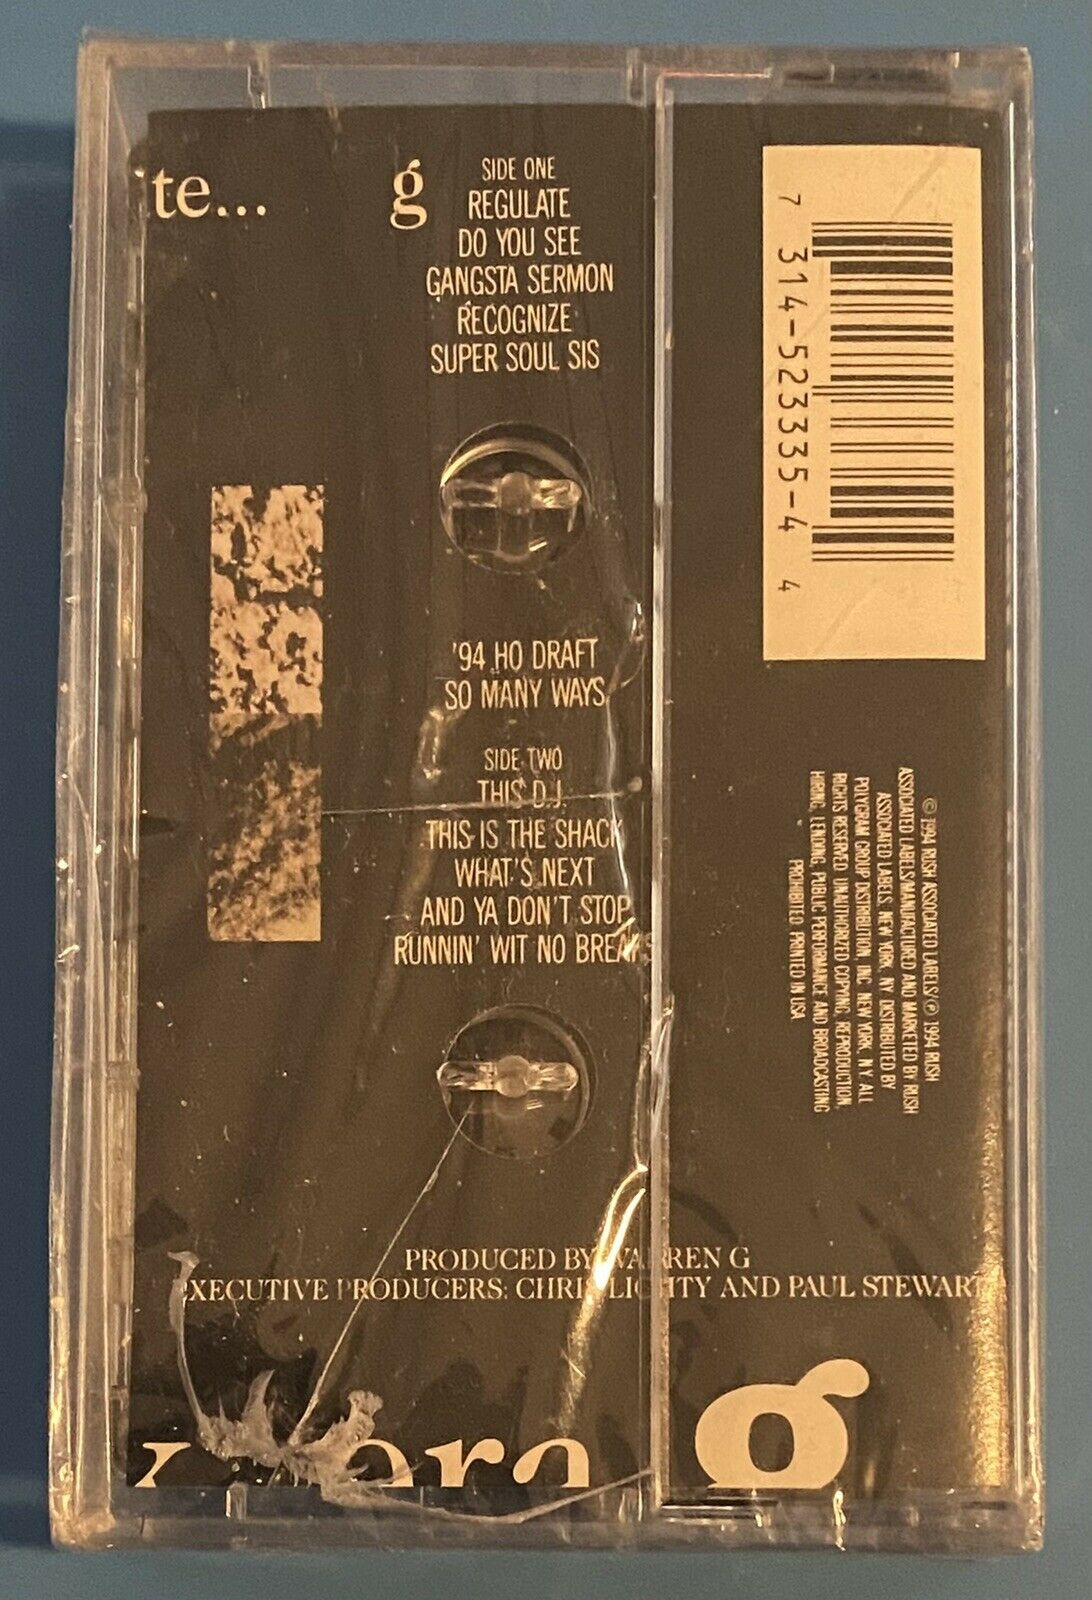 te...
g
SIDE ONE
REGULATE
DO YOU SEE
GANGSTA SERMON
RECOGNIZE
SUPER SOUL SIS
'94 HO DRAFT
SO MANY WAYS
SIDE TWO
THIS D.J.
THIS IS THE SHACK
WHAT'S NEXT
AND YA DON'T STOP
RUNNIN' WIT NO BREAKS
PRODUCED BY WARREN G
EXECUTIVE PRODUCERS: CHRIS LIGHTY AND PAUL STEWART
era g
7 314-523335-4 4
© 1994 RUSH ASSOCIATED LABELS/℗ 1994 RUSH
ASSOCIATED LABELS/MANUFACTURED AND MARKETED BY RUSH
ASSOCIATED LABELS, NEW YORK, NY. DISTRIBUTED BY
POLYGRAM GROUP DISTRIBUTION, INC. NEW YORK, N.Y. ALL
RIGHTS RESERVED. UNAUTHORIZED COPYING, REPRODUCTION,
HIRING, LENDING, PUBLIC PERFORMANCE AND BROADCASTING
PROHIBITED. PRINTED IN USA